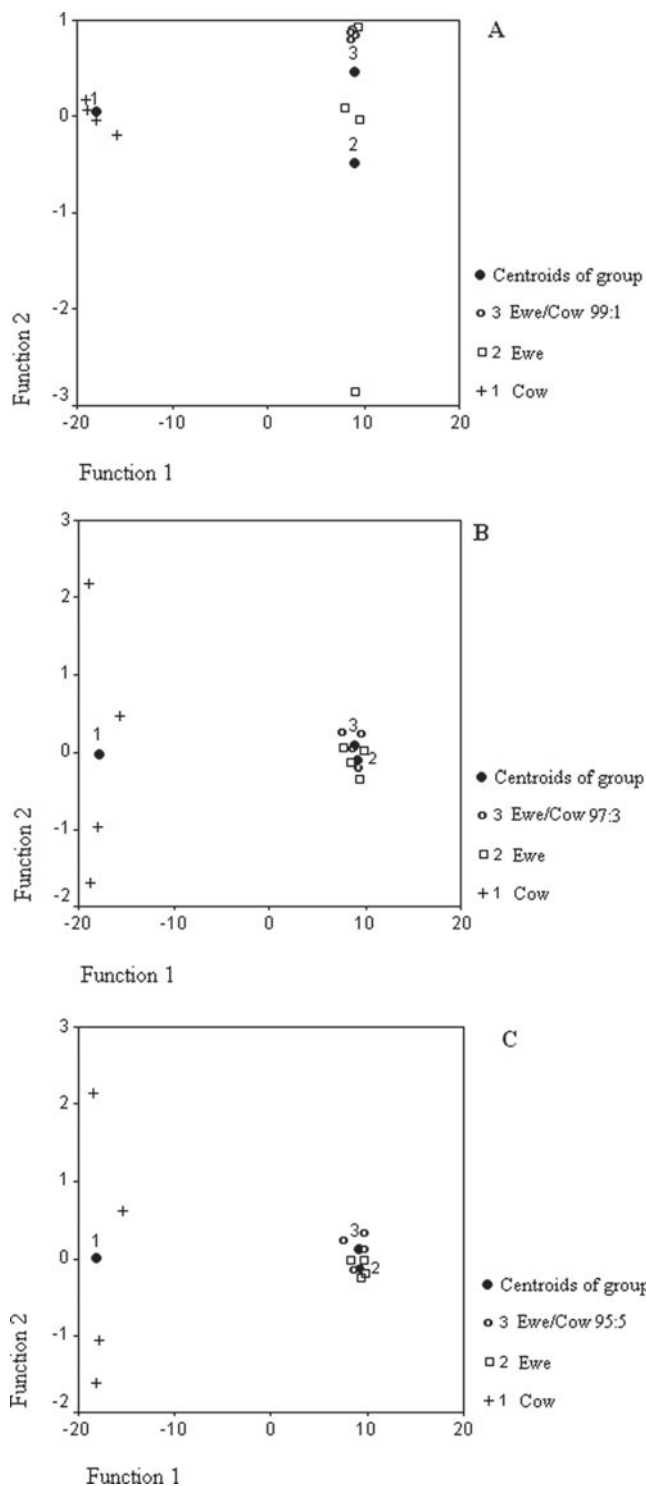 A
1
0
-1
-2
-3
3
1
2
-20 -10 0 10 20
Function 2
Function 1
Centroids of group
3 Ewe/Cow 99:1
2 Ewe
1 Cow
B
3
2
1
0
-1
-2
1
3
2
-20 -10 0 10 20
Function 2
Function 1
Centroids of group
3 Ewe/Cow 97:3
2 Ewe
1 Cow
C
3
2
1
0
-1
-2
1
3
2
-20 -10 0 10 20
Function 2
Function 1
Centroids of group
3 Ewe/Cow 95:5
2 Ewe
1 Cow